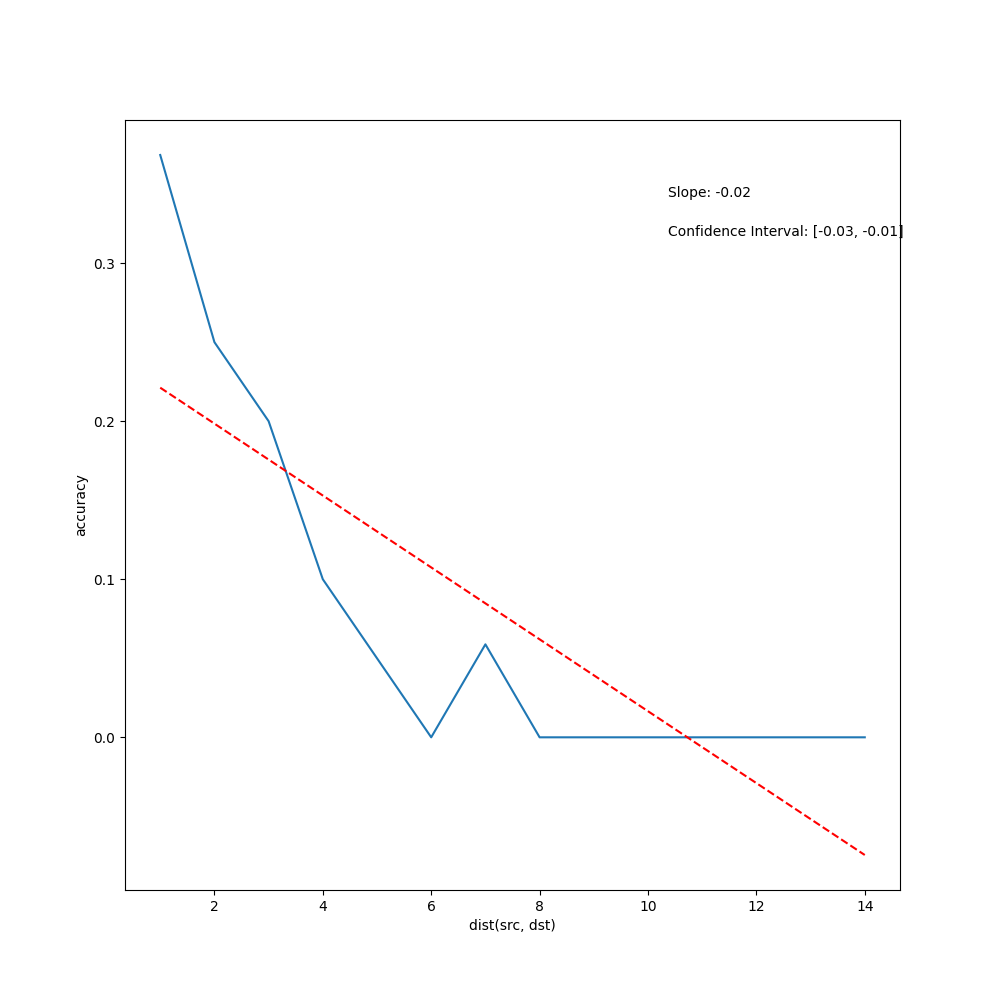 Slope: -0.02
Confidence Interval: [-0.03, -0.01]
0.3
0.2
0.1
0.0
accuracy
2 4 6 8 10 12 14
dist(src, dst)